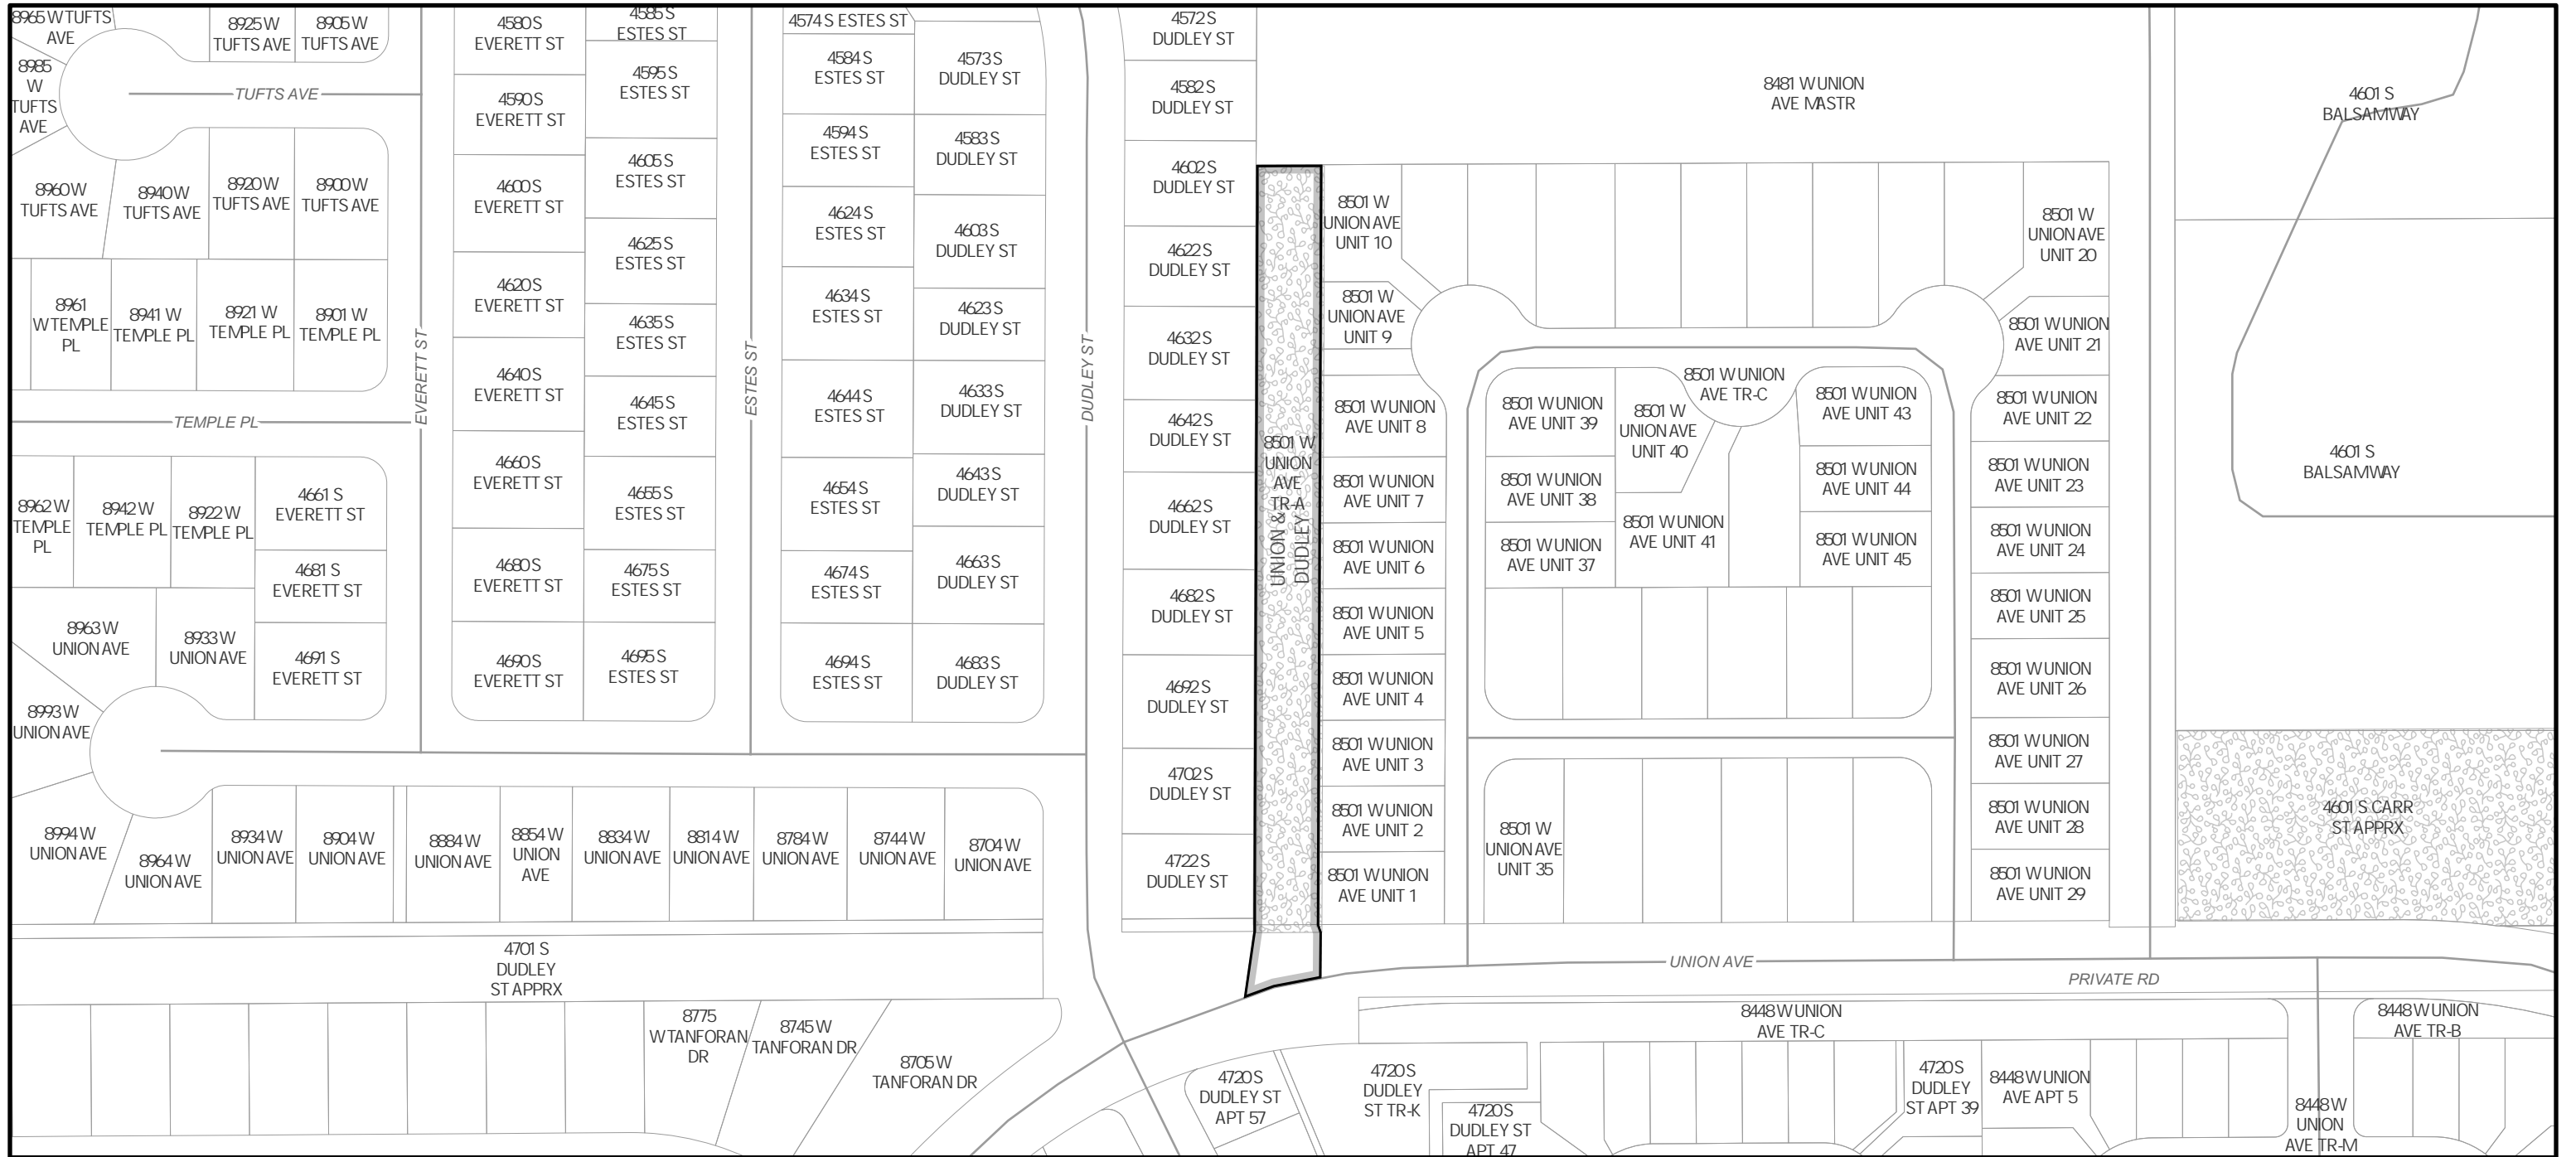 8965 W TUFTS
AVE
8925 W
TUFTS AVE
8905 W
TUFTS AVE
4580 S
EVERETT ST
4585 S
ESTES ST
4574 S ESTES ST
4572 S
DUDLEY ST
8985
W
TUFTS
AVE
TUFTS AVE
4590 S
EVERETT ST
4595 S
ESTES ST
4584 S
ESTES ST
4573 S
DUDLEY ST
4582 S
DUDLEY ST
8481 W UNION
AVE MASTR
4601 S
BALSAM WAY
8960 W
TUFTS AVE
8940 W
TUFTS AVE
8920 W
TUFTS AVE
8900 W
TUFTS AVE
4600 S
EVERETT ST
4605 S
ESTES ST
4594 S
ESTES ST
4583 S
DUDLEY ST
4602 S
DUDLEY ST
4625 S
ESTES ST
4624 S
ESTES ST
4603 S
DUDLEY ST
4622 S
DUDLEY ST
8501 W
UNION AVE
UNIT 10
8501 W
UNION AVE
UNIT 20
8961
W TEMPLE
PL
8941 W
TEMPLE PL
8921 W
TEMPLE PL
8901 W
TEMPLE PL
4620 S
EVERETT ST
4635 S
ESTES ST
4634 S
ESTES ST
4623 S
DUDLEY ST
4632 S
DUDLEY ST
8501 W
UNION AVE
UNIT 9
8501 W UNION
AVE UNIT 21
EVERETT ST
ESTES ST
DUDLEY ST
TEMPLE PL
4640 S
EVERETT ST
4645 S
ESTES ST
4644 S
ESTES ST
4633 S
DUDLEY ST
4642 S
DUDLEY ST
8501 W
UNION
AVE
TR-A
UNION &
DUDLEY
8501 W UNION
AVE UNIT 8
8501 W UNION
AVE UNIT 39
8501 W
UNION AVE
UNIT 40
8501 W UNION
AVE TR-C
8501 W UNION
AVE UNIT 43
8501 W UNION
AVE UNIT 22
4601 S
BALSAM WAY
8962 W
TEMPLE
PL
8942 W
TEMPLE PL
8922 W
TEMPLE PL
4661 S
EVERETT ST
4660 S
EVERETT ST
4655 S
ESTES ST
4654 S
ESTES ST
4643 S
DUDLEY ST
4662 S
DUDLEY ST
8501 W UNION
AVE UNIT 7
8501 W UNION
AVE UNIT 38
8501 W UNION
AVE UNIT 41
8501 W UNION
AVE UNIT 44
8501 W UNION
AVE UNIT 23
4681 S
EVERETT ST
4680 S
EVERETT ST
4675 S
ESTES ST
4674 S
ESTES ST
4663 S
DUDLEY ST
4682 S
DUDLEY ST
8501 W UNION
AVE UNIT 6
8501 W UNION
AVE UNIT 37
8501 W UNION
AVE UNIT 45
8501 W UNION
AVE UNIT 24
8963 W
UNION AVE
8933 W
UNION AVE
4691 S
EVERETT ST
4690 S
EVERETT ST
4695 S
ESTES ST
4694 S
ESTES ST
4683 S
DUDLEY ST
4692 S
DUDLEY ST
8501 W UNION
AVE UNIT 5
8501 W UNION
AVE UNIT 25
8501 W UNION
AVE UNIT 4
8501 W UNION
AVE UNIT 26
8993 W
UNION AVE
4702 S
DUDLEY ST
8501 W UNION
AVE UNIT 3
8501 W UNION
AVE UNIT 27
8994 W
UNION AVE
8964 W
UNION AVE
8934 W
UNION AVE
8904 W
UNION AVE
8884 W
UNION AVE
8854 W
UNION
AVE
8834 W
UNION AVE
8814 W
UNION AVE
8784 W
UNION AVE
8744 W
UNION AVE
8704 W
UNION AVE
4722 S
DUDLEY ST
8501 W UNION
AVE UNIT 2
8501 W
UNION AVE
UNIT 35
8501 W UNION
AVE UNIT 28
4601 S CARR
ST APPRX
8501 W UNION
AVE UNIT 1
8501 W UNION
AVE UNIT 29
4701 S
DUDLEY
ST APPRX
UNION AVE
PRIVATE RD
8775
W TANFORAN
DR
8745 W
TANFORAN DR
8705 W
TANFORAN DR
8448 W UNION
AVE TR-C
8448 W UNION
AVE TR-B
4720 S
DUDLEY ST
APT 57
4720 S
DUDLEY
ST TR-K
4720 S
DUDLEY ST
APT 47
4720 S
DUDLEY
ST APT 39
8448 W UNION
AVE APT 5
8448 W
UNION
AVE TR-M